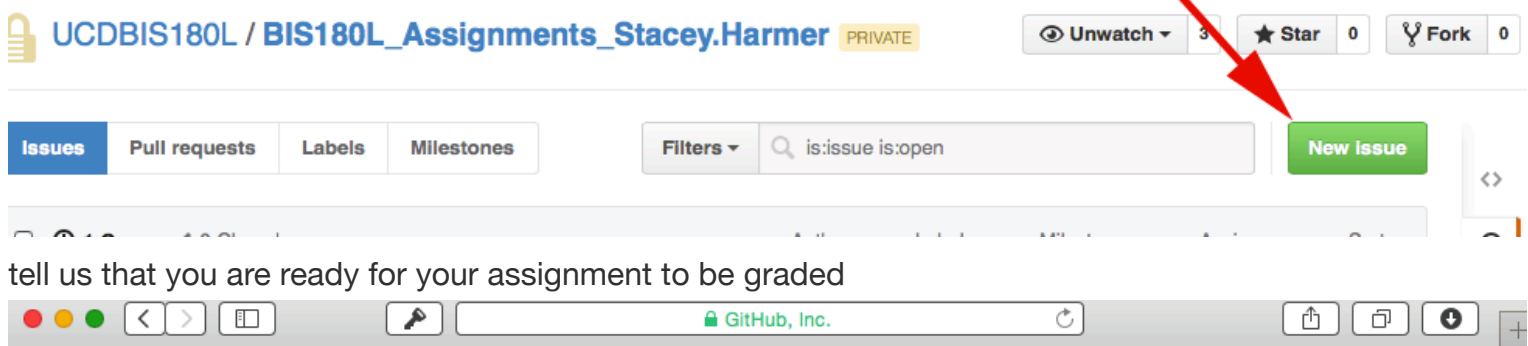 UCDBIS180L / BIS180L_Assignments_Stacey.Harmer PRIVATE Unwatch 3 Star 0 Fork 0
Issues Pull requests Labels Milestones Filters is:issue is:open New issue
tell us that you are ready for your assignment to be graded
GitHub, Inc.